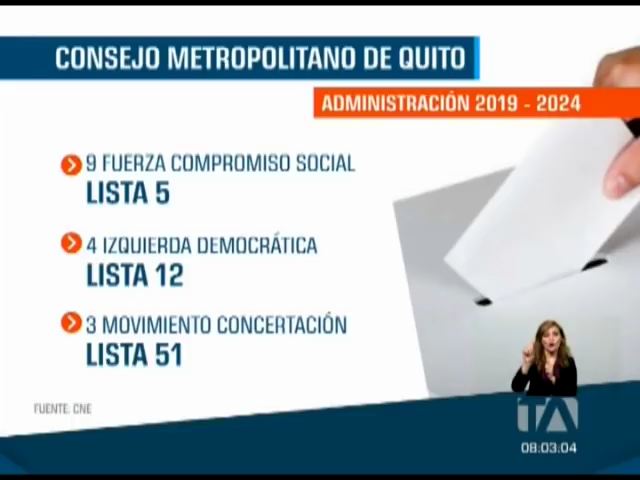 CONSEJO METROPOLITANO DE QUITO
ADMINISTRACIÓN 2019 - 2024
9 FUERZA COMPROMISO SOCIAL
LISTA 5
4 IZQUIERDA DEMOCRÁTICA
LISTA 12
3 MOVIMIENTO CONCERTACIÓN
LISTA 51
FUENTE: CNE
TA
08:03:04